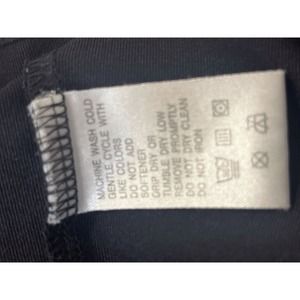 MACHINE WASH COLD
GENTLE CYCLE WITH
LIKE COLORS
DO NOT ADD
SOFTENER.
DRIP DRY OR
TUMBLE DRY LOW
REMOVE PROMPTLY
DO NOT DRY CLEAN
DO NOT IRON